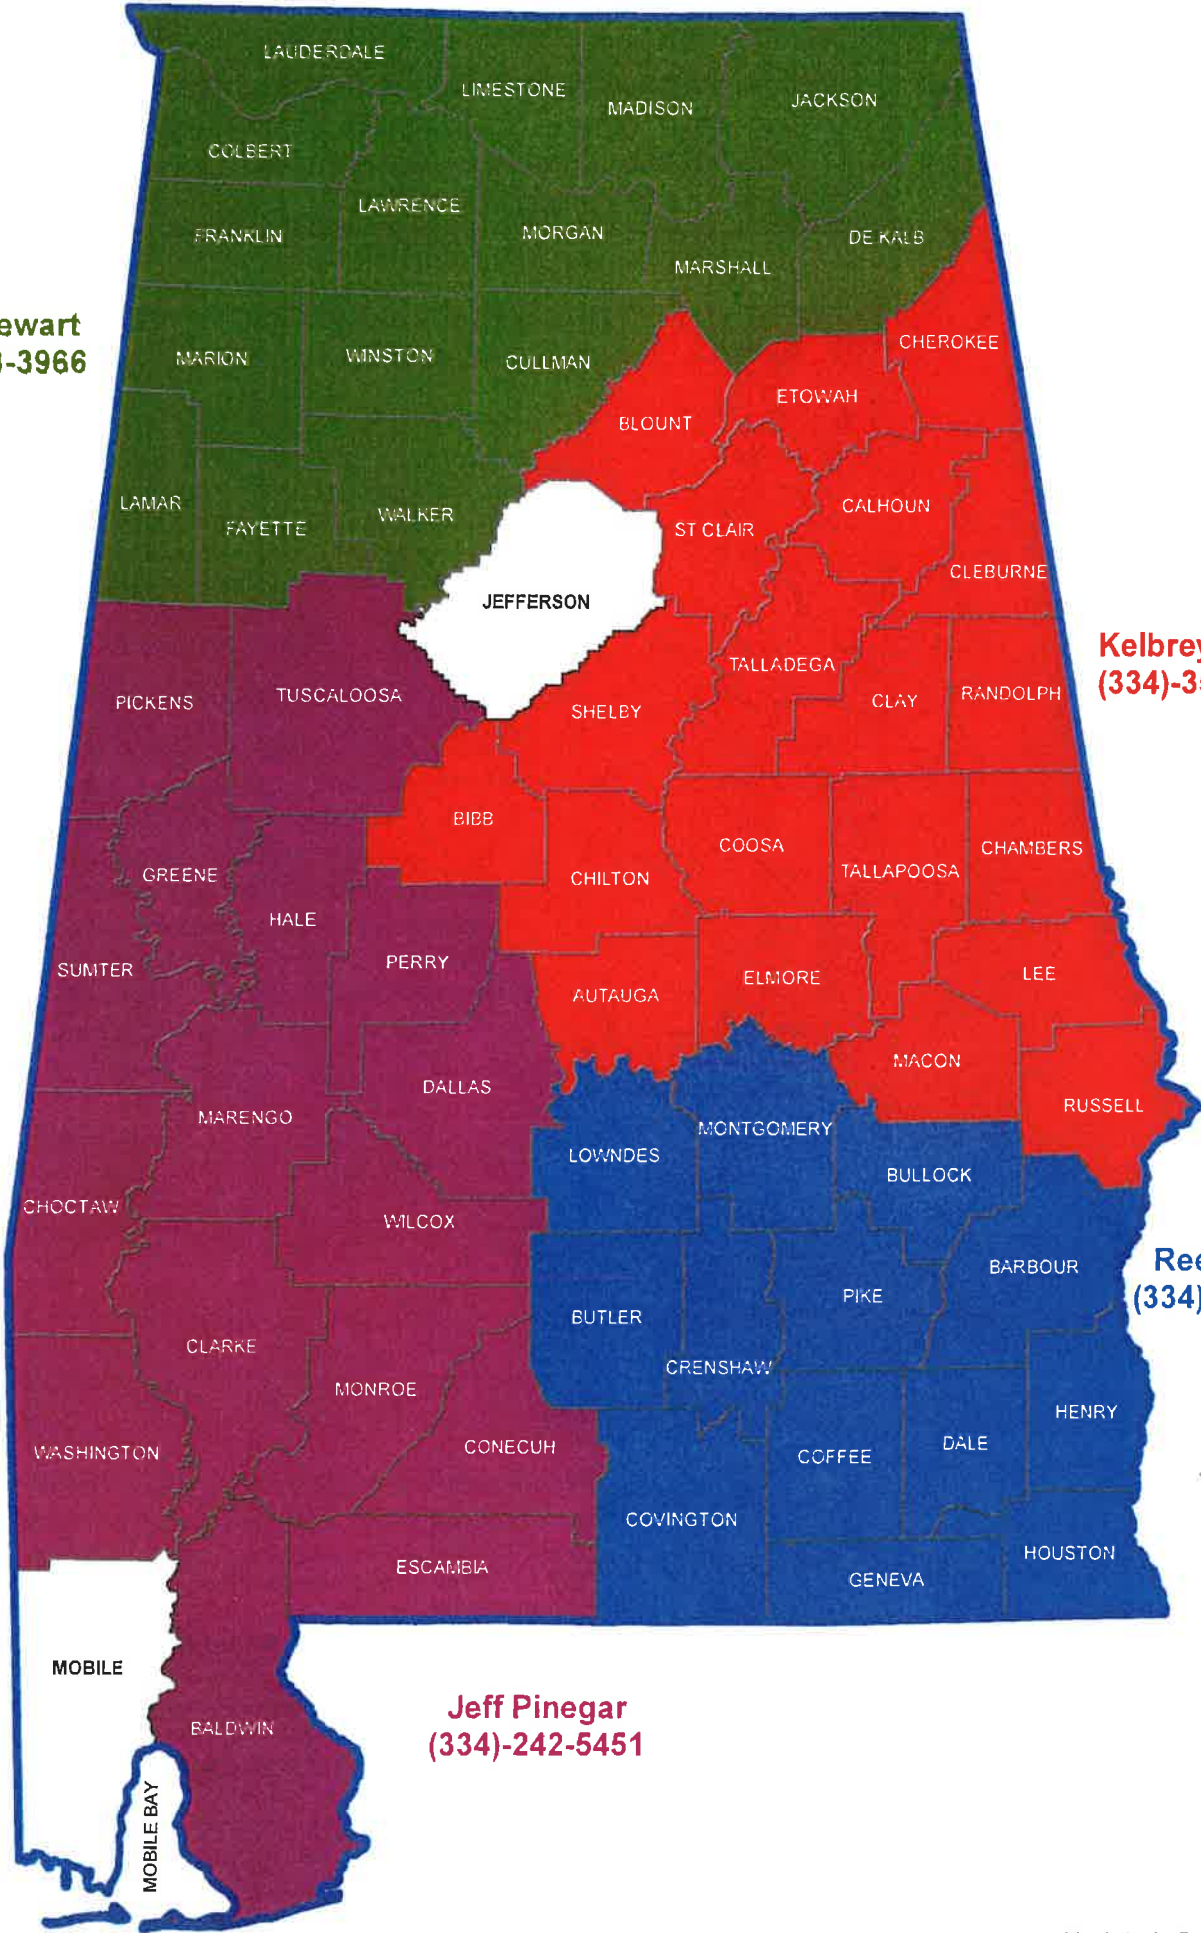 LAUDERDALE
LIMESTONE
MADISON
JACKSON
COLBERT
LAWRENCE
FRANKLIN
MORGAN
DE KALB
MARSHALL
ewart
-3966
MARION
WINSTON
CULLMAN
CHEROKEE
ETOWAH
BLOUNT
LAMAR
FAYETTE
WALKER
ST CLAIR
CALHOUN
CLEBURNE
JEFFERSON
Kelbrey
(334)-3
PICKENS
TUSCALOOSA
SHELBY
TALLADEGA
CLAY
RANDOLPH
BIBB
COOSA
CHAMBERS
TALLAPOOSA
GREENE
CHILTON
HALE
SUMTER
PERRY
AUTAUGA
ELMORE
LEE
MACON
DALLAS
RUSSELL
MARENGO
MONTGOMERY
LOWNDES
BULLOCK
CHOCTAW
WILCOX
BARBOUR
Ree
(334)
PIKE
BUTLER
CLARKE
CRENSHAW
MONROE
HENRY
WASHINGTON
CONECUH
COFFEE
DALE
COVINGTON
HOUSTON
ESCAMBIA
GENEVA
MOBILE
BALDWIN
Jeff Pinegar
(334)-242-5451
MOBILE BAY